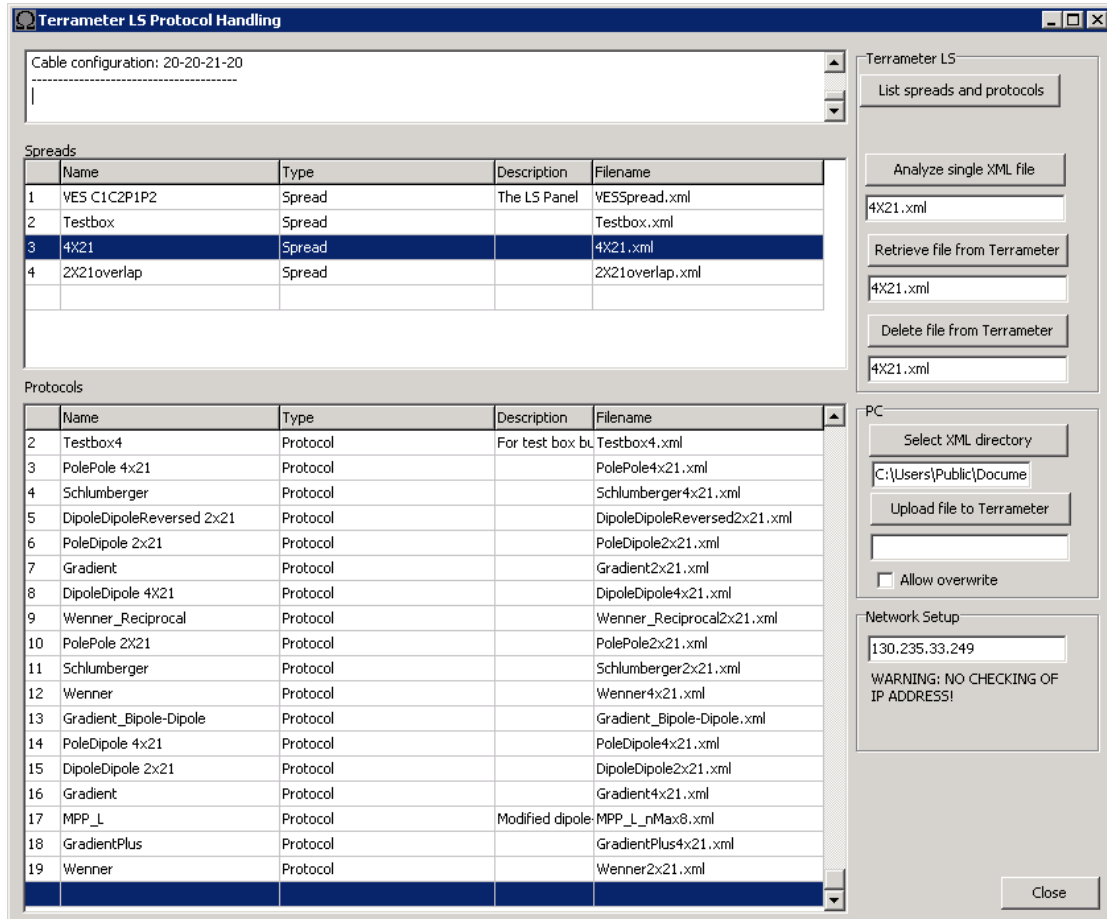 Terrameter LS Protocol Handling
Cable configuration: 20-20-21-20
---------------------------------------
Spreads
Name Type Description Filename
1 VES C1C2P1P2 Spread The LS Panel VESSpread.xml
2 Testbox Spread Testbox.xml
3 4X21 Spread 4X21.xml
4 2X21overlap Spread 2X21overlap.xml
Protocols
Name Type Description Filename
2 Testbox4 Protocol For test box bu Testbox4.xml
3 PolePole 4x21 Protocol PolePole4x21.xml
4 Schlumberger Protocol Schlumberger4x21.xml
5 DipoleDipoleReversed 2x21 Protocol DipoleDipoleReversed2x21.xml
6 PoleDipole 2x21 Protocol PoleDipole2x21.xml
7 Gradient Protocol Gradient2x21.xml
8 DipoleDipole 4X21 Protocol DipoleDipole4x21.xml
9 Wenner_Reciprocal Protocol Wenner_Reciprocal2x21.xml
10 PolePole 2X21 Protocol PolePole2x21.xml
11 Schlumberger Protocol Schlumberger2x21.xml
12 Wenner Protocol Wenner4x21.xml
13 Gradient_Bipole-Dipole Protocol Gradient_Bipole-Dipole.xml
14 PoleDipole 4x21 Protocol PoleDipole4x21.xml
15 DipoleDipole 2x21 Protocol DipoleDipole2x21.xml
16 Gradient Protocol Gradient4x21.xml
17 MPP_L Protocol Modified dipole- MPP_L_nMax8.xml
18 GradientPlus Protocol GradientPlus4x21.xml
19 Wenner Protocol Wenner2x21.xml
Terrameter LS
List spreads and protocols
Analyze single XML file
4X21.xml
Retrieve file from Terrameter
4X21.xml
Delete file from Terrameter
4X21.xml
PC
Select XML directory
C:\Users\Public\Docume
Upload file to Terrameter
Allow overwrite
Network Setup
130.235.33.249
WARNING: NO CHECKING OF
IP ADDRESS!
Close